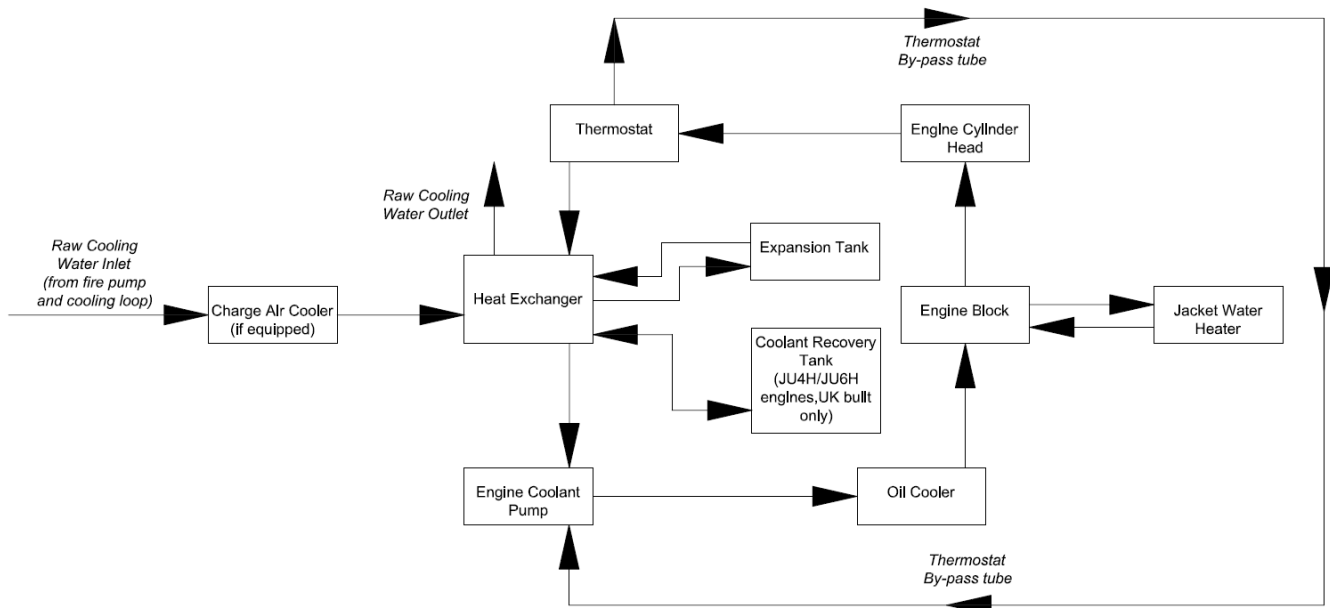 Thermostat
By-pass tube
Thermostat
Engine Cylinder
Head
Raw Cooling
Water Outlet
Raw Cooling
Water Inlet
(from fire pump
and cooling loop)
Expansion Tank
Charge Air Cooler
(if equipped)
Heat Exchanger
Engine Block
Jacket Water
Heater
Coolant Recovery
Tank
(JU4H/JU6H
engines,UK built
only)
Engine Coolant
Pump
Oil Cooler
Thermostat
By-pass tube